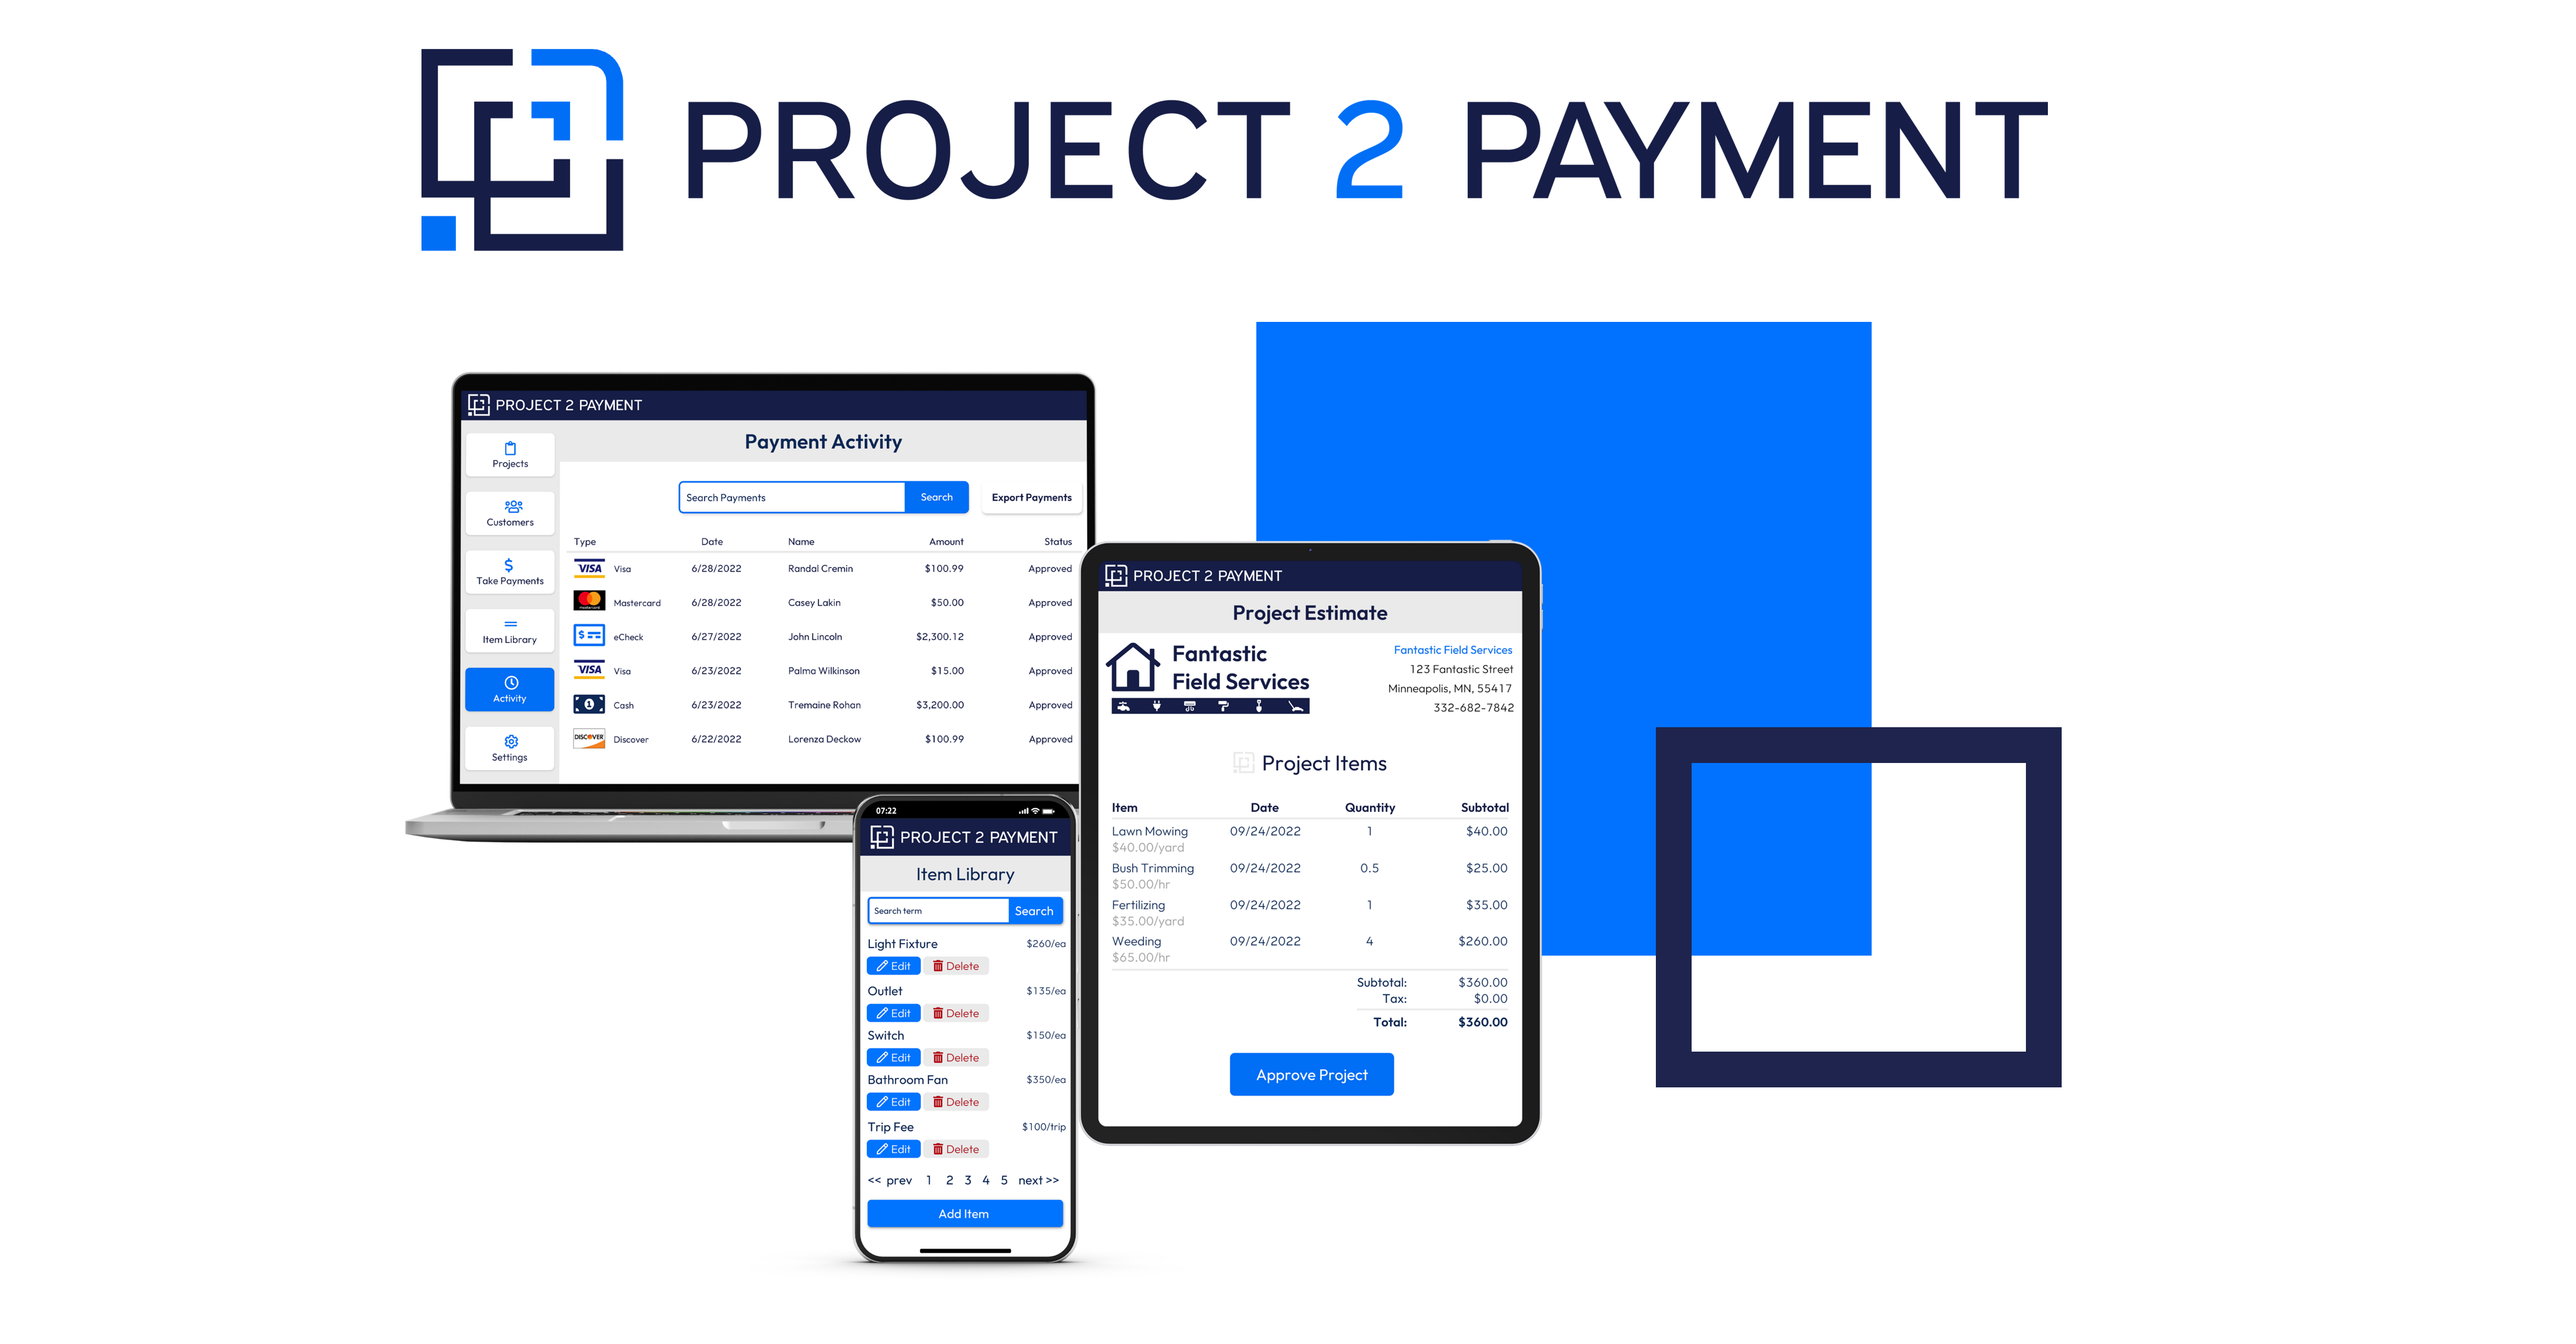 PROJECT 2 PAYMENT
PROJECT 2 PAYMENT
Payment Activity
Projects
Customers
Take Payments
Item Library
Activity
Settings
Search Payments Search Export Payments
Type Date Name Amount Status
VISA Visa 6/28/2022 Randal Cremin $100.99 Approved
mastercard Mastercard 6/28/2022 Casey Lakin $50.00 Approved
$ eCheck 6/27/2022 John Lincoln $2,300.12 Approved
VISA Visa 6/23/2022 Palma Wilkinson $15.00 Approved
1 Cash 6/23/2022 Tremaine Rohan $3,200.00 Approved
DISCOVER Discover 6/22/2022 Lorenza Deckow $100.99 Approved
PROJECT 2 PAYMENT
Project Estimate
Fantastic
Field Services
Fantastic Field Services
123 Fantastic Street
Minneapolis, MN, 55417
332-682-7842
Project Items
Item Date Quantity Subtotal
Lawn Mowing 09/24/2022 1 $40.00
$40.00/yard
Bush Trimming 09/24/2022 0.5 $25.00
$50.00/hr
Fertilizing 09/24/2022 1 $35.00
$35.00/yard
Weeding 09/24/2022 4 $260.00
$65.00/hr
Subtotal: $360.00
Tax: $0.00
Total: $360.00
Approve Project
07:22
PROJECT 2 PAYMENT
Item Library
Search term Search
Light Fixture $260/ea
Edit Delete
Outlet $135/ea
Edit Delete
Switch $150/ea
Edit Delete
Bathroom Fan $350/ea
Edit Delete
Trip Fee $100/trip
Edit Delete
<< prev 1 2 3 4 5 next >>
Add Item